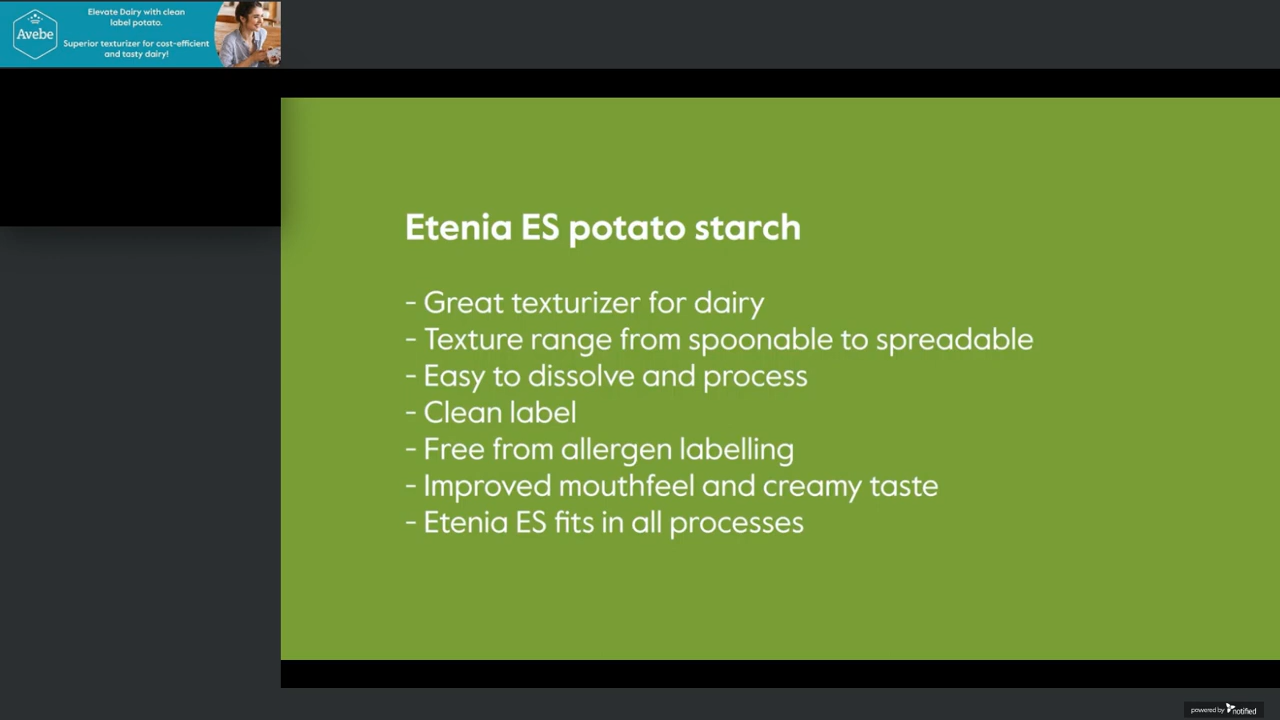 Elevate Dairy with clean
label potato.
Avebe
Superior texturizer for cost-efficient
and tasty dairy!
Etenia ES potato starch
- Great texturizer for dairy
- Texture range from spoonable to spreadable
- Easy to dissolve and process
- Clean label
- Free from allergen labelling
- Improved mouthfeel and creamy taste
- Etenia ES fits in all processes
powered by notified